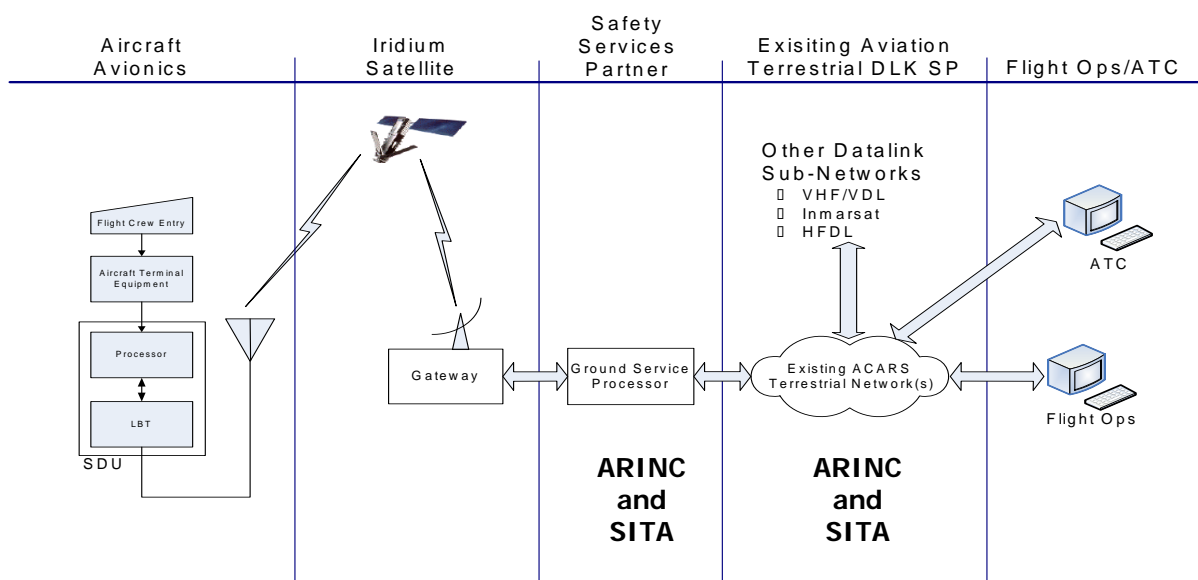 Aircraft
Avionics
Iridium
Satellite
Safety
Services
Partner
Exisiting Aviation
Terrestrial DLK SP
Flight Ops/ATC
Flight Crew Entry
Aircraft Terminal
Equipment
Processor
LBT
SDU
Gateway
Ground Service
Processor
ARINC
and
SITA
Other Datalink
Sub-Networks
VHF/VDL
Inmarsat
HFDL
Existing ACARS
Terrestrial Network(s)
ARINC
and
SITA
ATC
Flight Ops